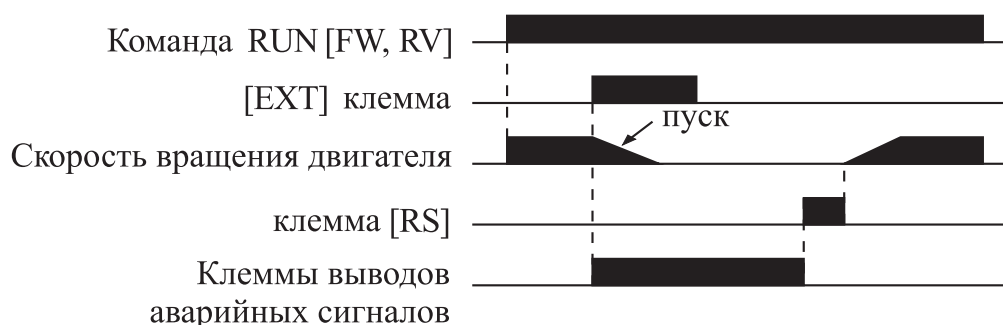 Команда RUN [FW, RV]
[EXT] клемма
пуск
Скорость вращения двигателя
клемма [RS]
Клеммы выводов
аварийных сигналов